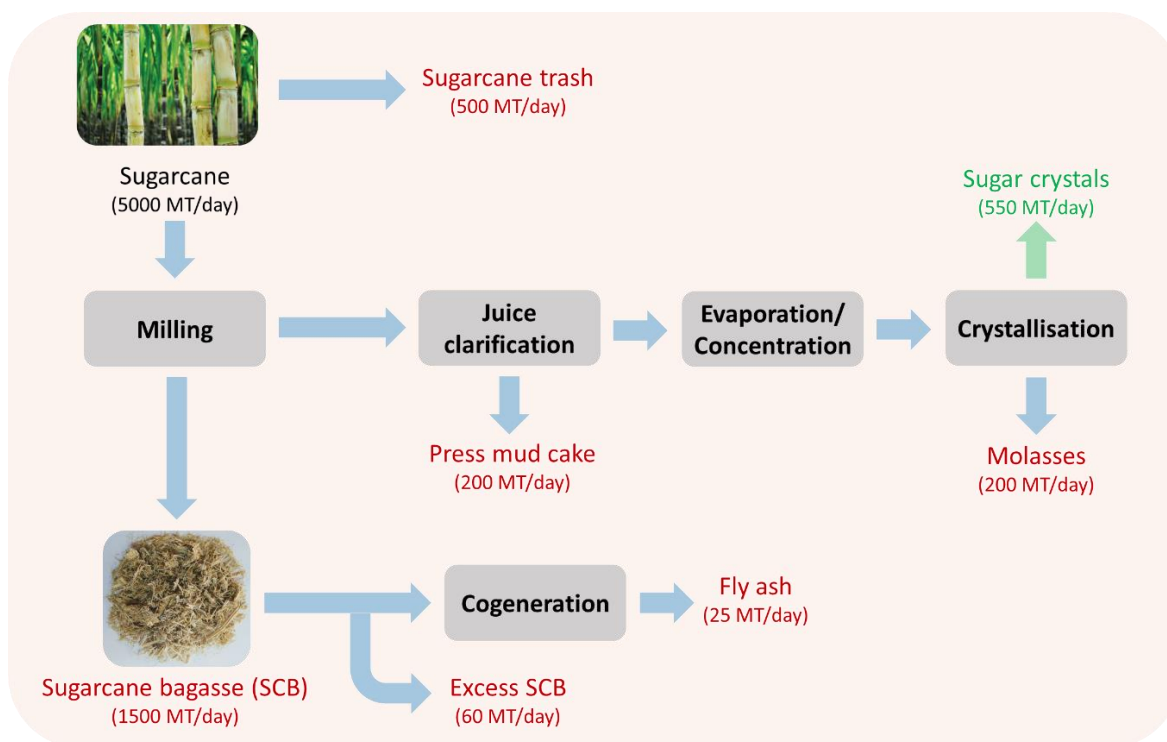 Sugarcane trash
(500 MT/day)
Sugarcane
(5000 MT/day)
Sugar crystals
(550 MT/day)
Milling
Juice
clarification
Evaporation/
Concentration
Crystallisation
Press mud cake
(200 MT/day)
Molasses
(200 MT/day)
Cogeneration
Fly ash
(25 MT/day)
Sugarcane bagasse (SCB)
(1500 MT/day)
Excess SCB
(60 MT/day)